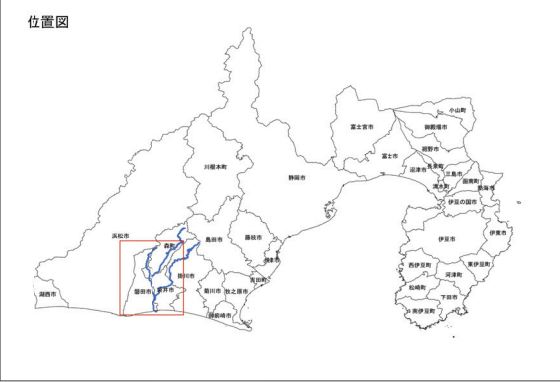 位置図
小山町
御殿場市
富士宮市
裾野市
富士市
長泉町
沼津市
三島市
函南町
清水町
熱海市
伊豆の国市
川根本町
静岡市
浜松市
森町
島田市
藤枝市
伊豆市
伊東市
焼津市
西伊豆町
東伊豆町
河津町
掛川市
吉田町
湖西市
磐田市
袋井市
菊川市
牧之原市
松崎町
下田市
南伊豆町
御前崎市